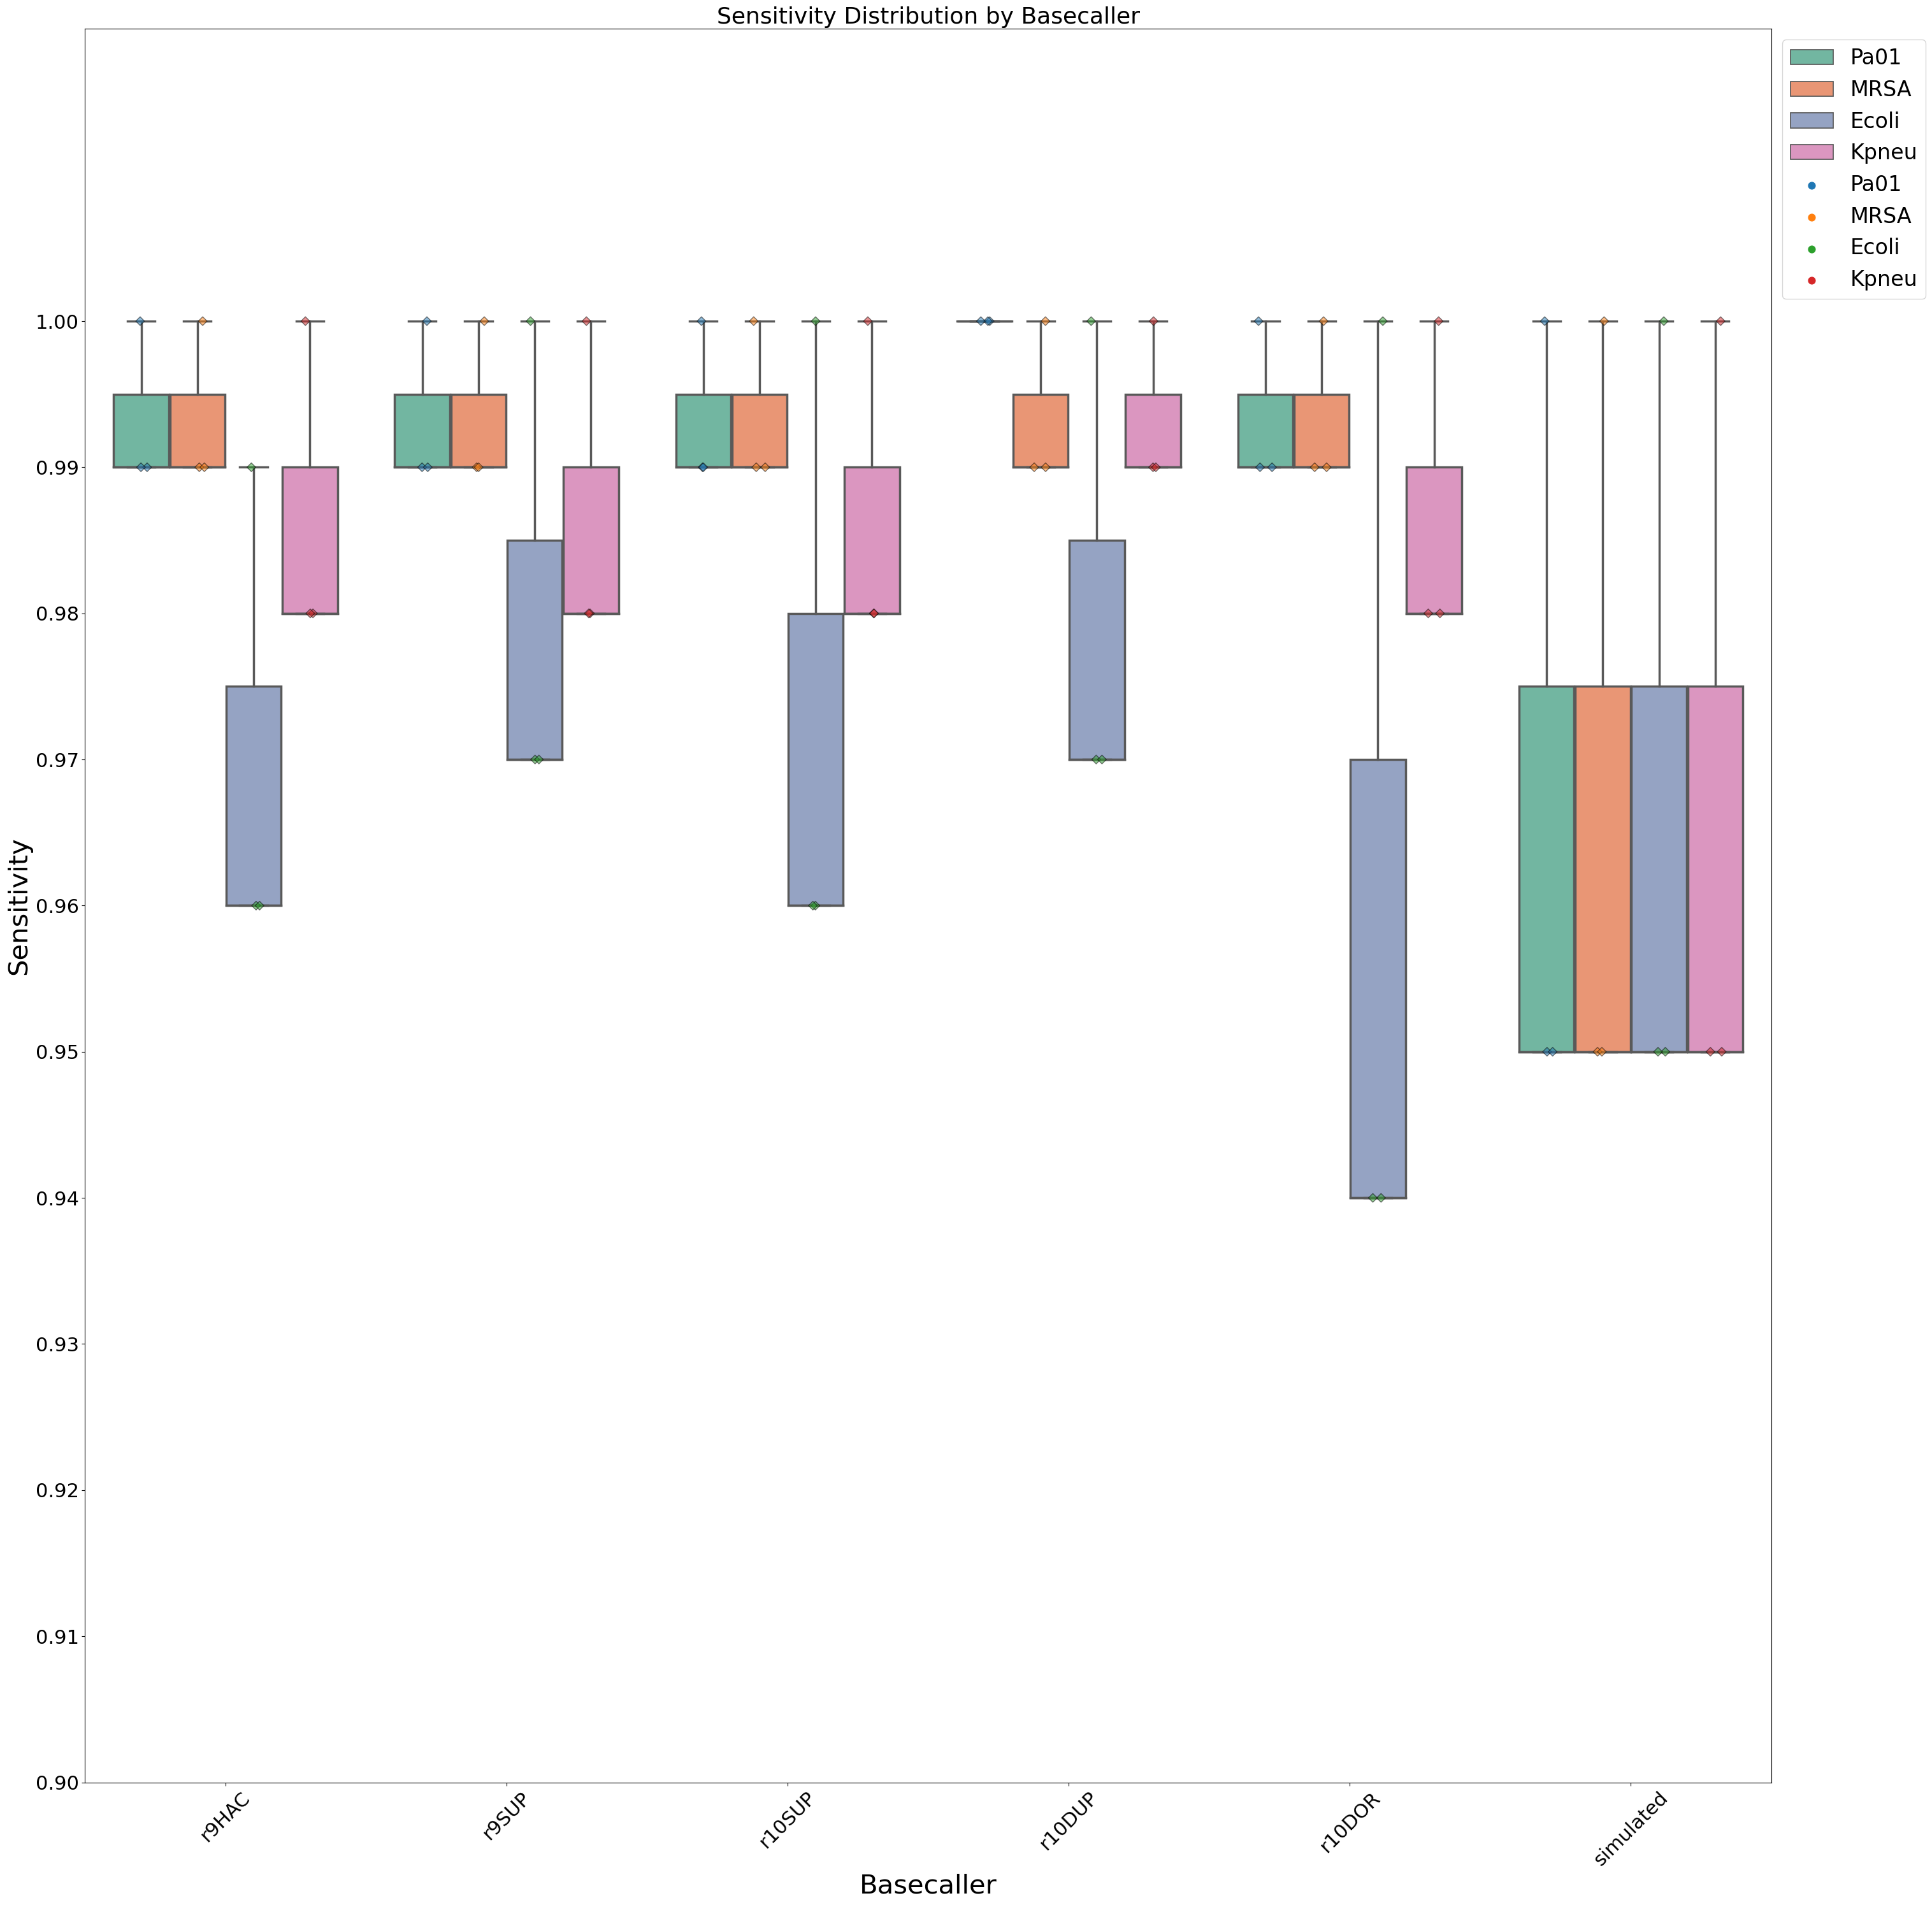 Sensitivity Distribution by Basecaller
Pa01
MRSA
Ecoli
Kpneu
Pa01
MRSA
Ecoli
Kpneu
Sensitivity
1.00
0.99
0.98
0.97
0.96
0.95
0.94
0.93
0.92
0.91
0.90
r9HAC
r9SUP
r10SUP
r10DUP
r10DOR
simulated
Basecaller